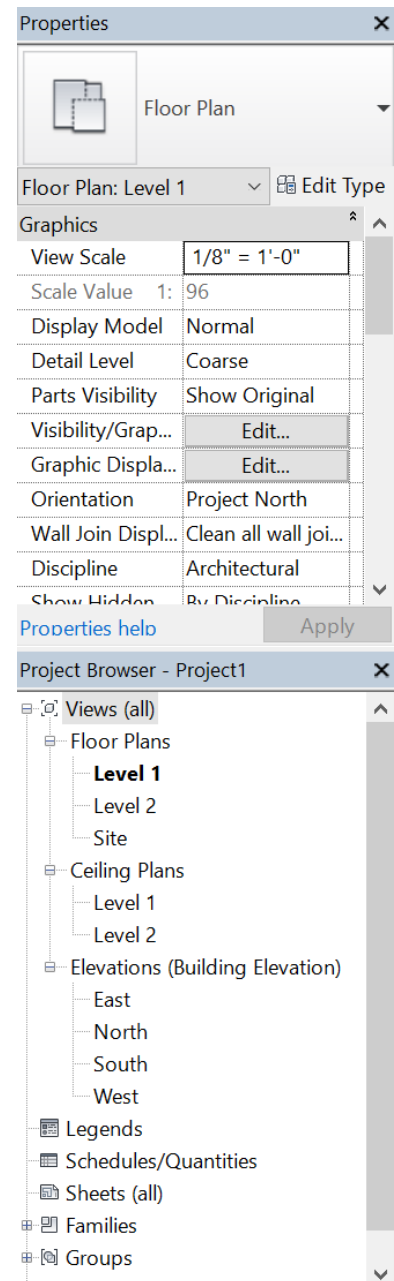 Properties
Floor Plan
Floor Plan: Level 1 Edit Type
Graphics
View Scale 1/8" = 1'-0"
Scale Value 1: 96
Display Model Normal
Detail Level Coarse
Parts Visibility Show Original
Visibility/Grap... Edit...
Graphic Displa... Edit...
Orientation Project North
Wall Join Displ... Clean all wall joi...
Discipline Architectural
Show Hidden By Discipline
Properties help Apply
Project Browser - Project1
Views (all)
Floor Plans
Level 1
Level 2
Site
Ceiling Plans
Level 1
Level 2
Elevations (Building Elevation)
East
North
South
West
Legends
Schedules/Quantities
Sheets (all)
Families
Groups